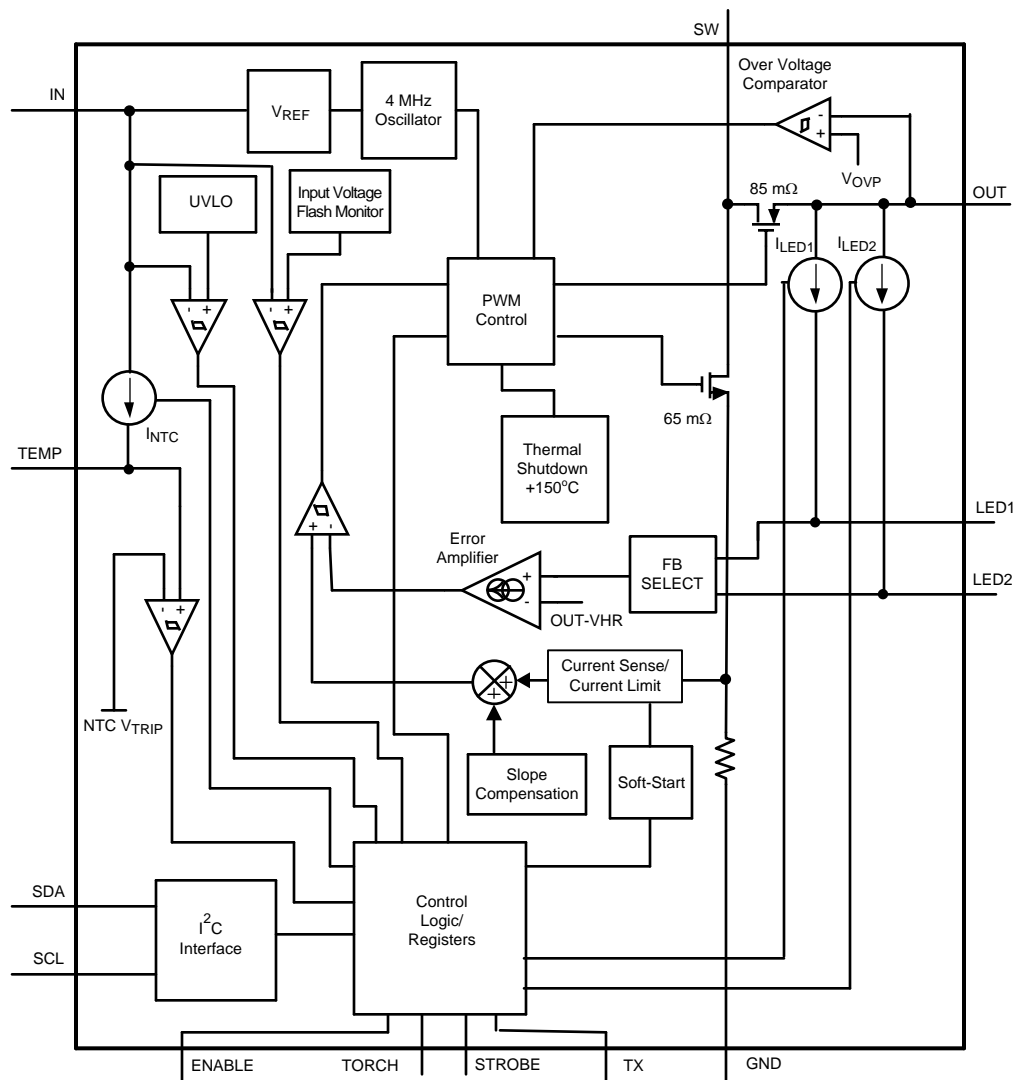 SW
Over Voltage
Comparator
IN
VREF
4 MHz
Oscillator
-
+
VOVP
85 mΩ
OUT
UVLO
Input Voltage
Flash Monitor
ILED1
ILED2
- +
- +
PWM
Control
65 mΩ
INTC
TEMP
Thermal
Shutdown
+150°C
+ -
LED1
Error
Amplifier
+
-
FB
SELECT
LED2
OUT-VHR
- +
NTC VTRIP
+
+
Current Sense/
Current Limit
Slope
Compensation
Soft-Start
SDA
I2C
Interface
SCL
Control
Logic/
Registers
ENABLE
TORCH
STROBE
TX
GND